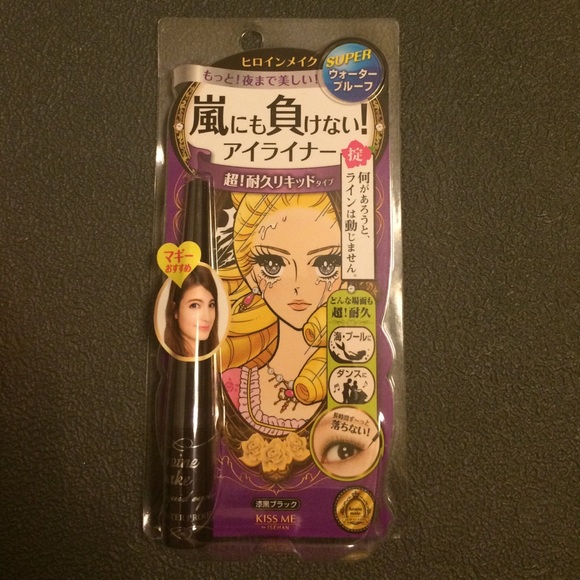 ヒロインメイク
SUPER
ウォーター
プルーフ
もっと!夜まで美しい!
嵐にも負けない!
アイライナー
超!耐久リキッドタイプ
掟
何があろうと、
ラインは動じません。
マギー
おすすめ
どんな場面も
超!耐久
海・プールに
ダンスに
落ちない!
漆黒ブラック
KISS ME
by ISEHAN